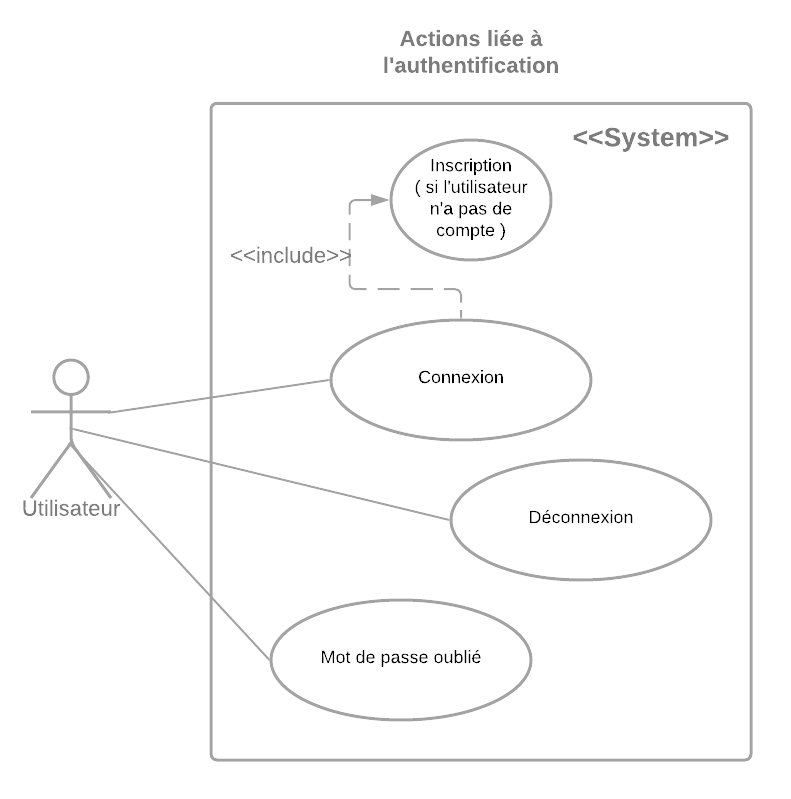 Actions liée à
l'authentification
<<System>>
Inscription
( si l'utilisateur
n'a pas de
compte )
<<include>>
Connexion
Utilisateur
Déconnexion
Mot de passe oublié